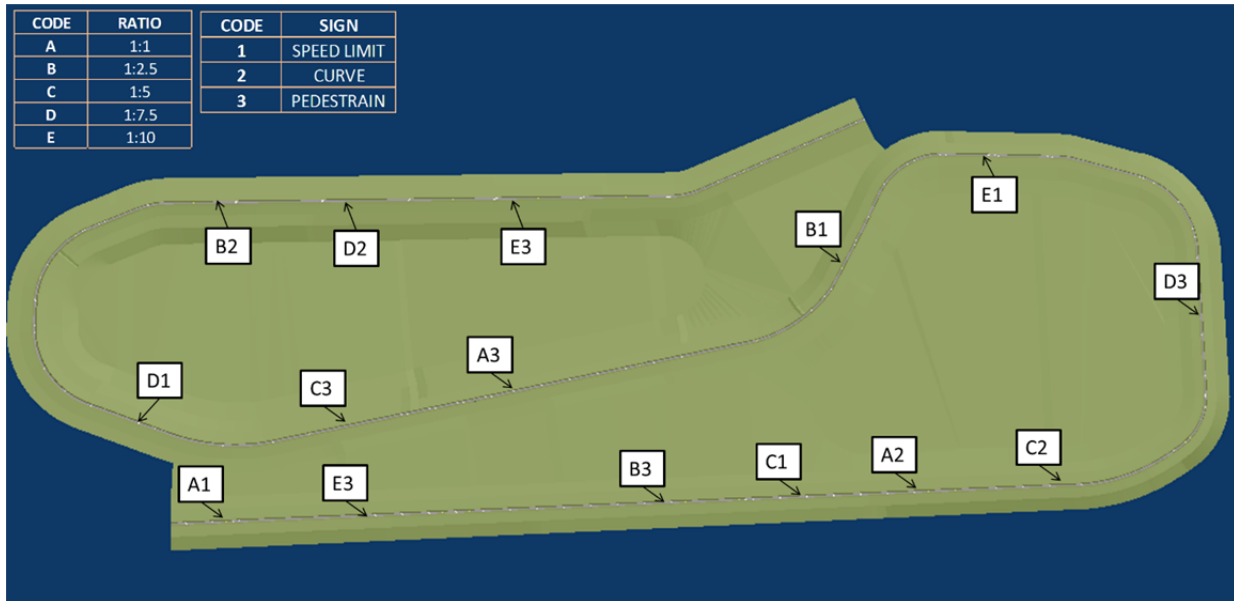 CODE RATIO
A 1:1
B 1:2.5
C 1:5
D 1:7.5
E 1:10
CODE SIGN
1 SPEED LIMIT
2 CURVE
3 PEDESTRAIN
E1
B1
B2
D2
E3
D3
A3
D1
C3
C2
A2
C1
B3
A1
E3